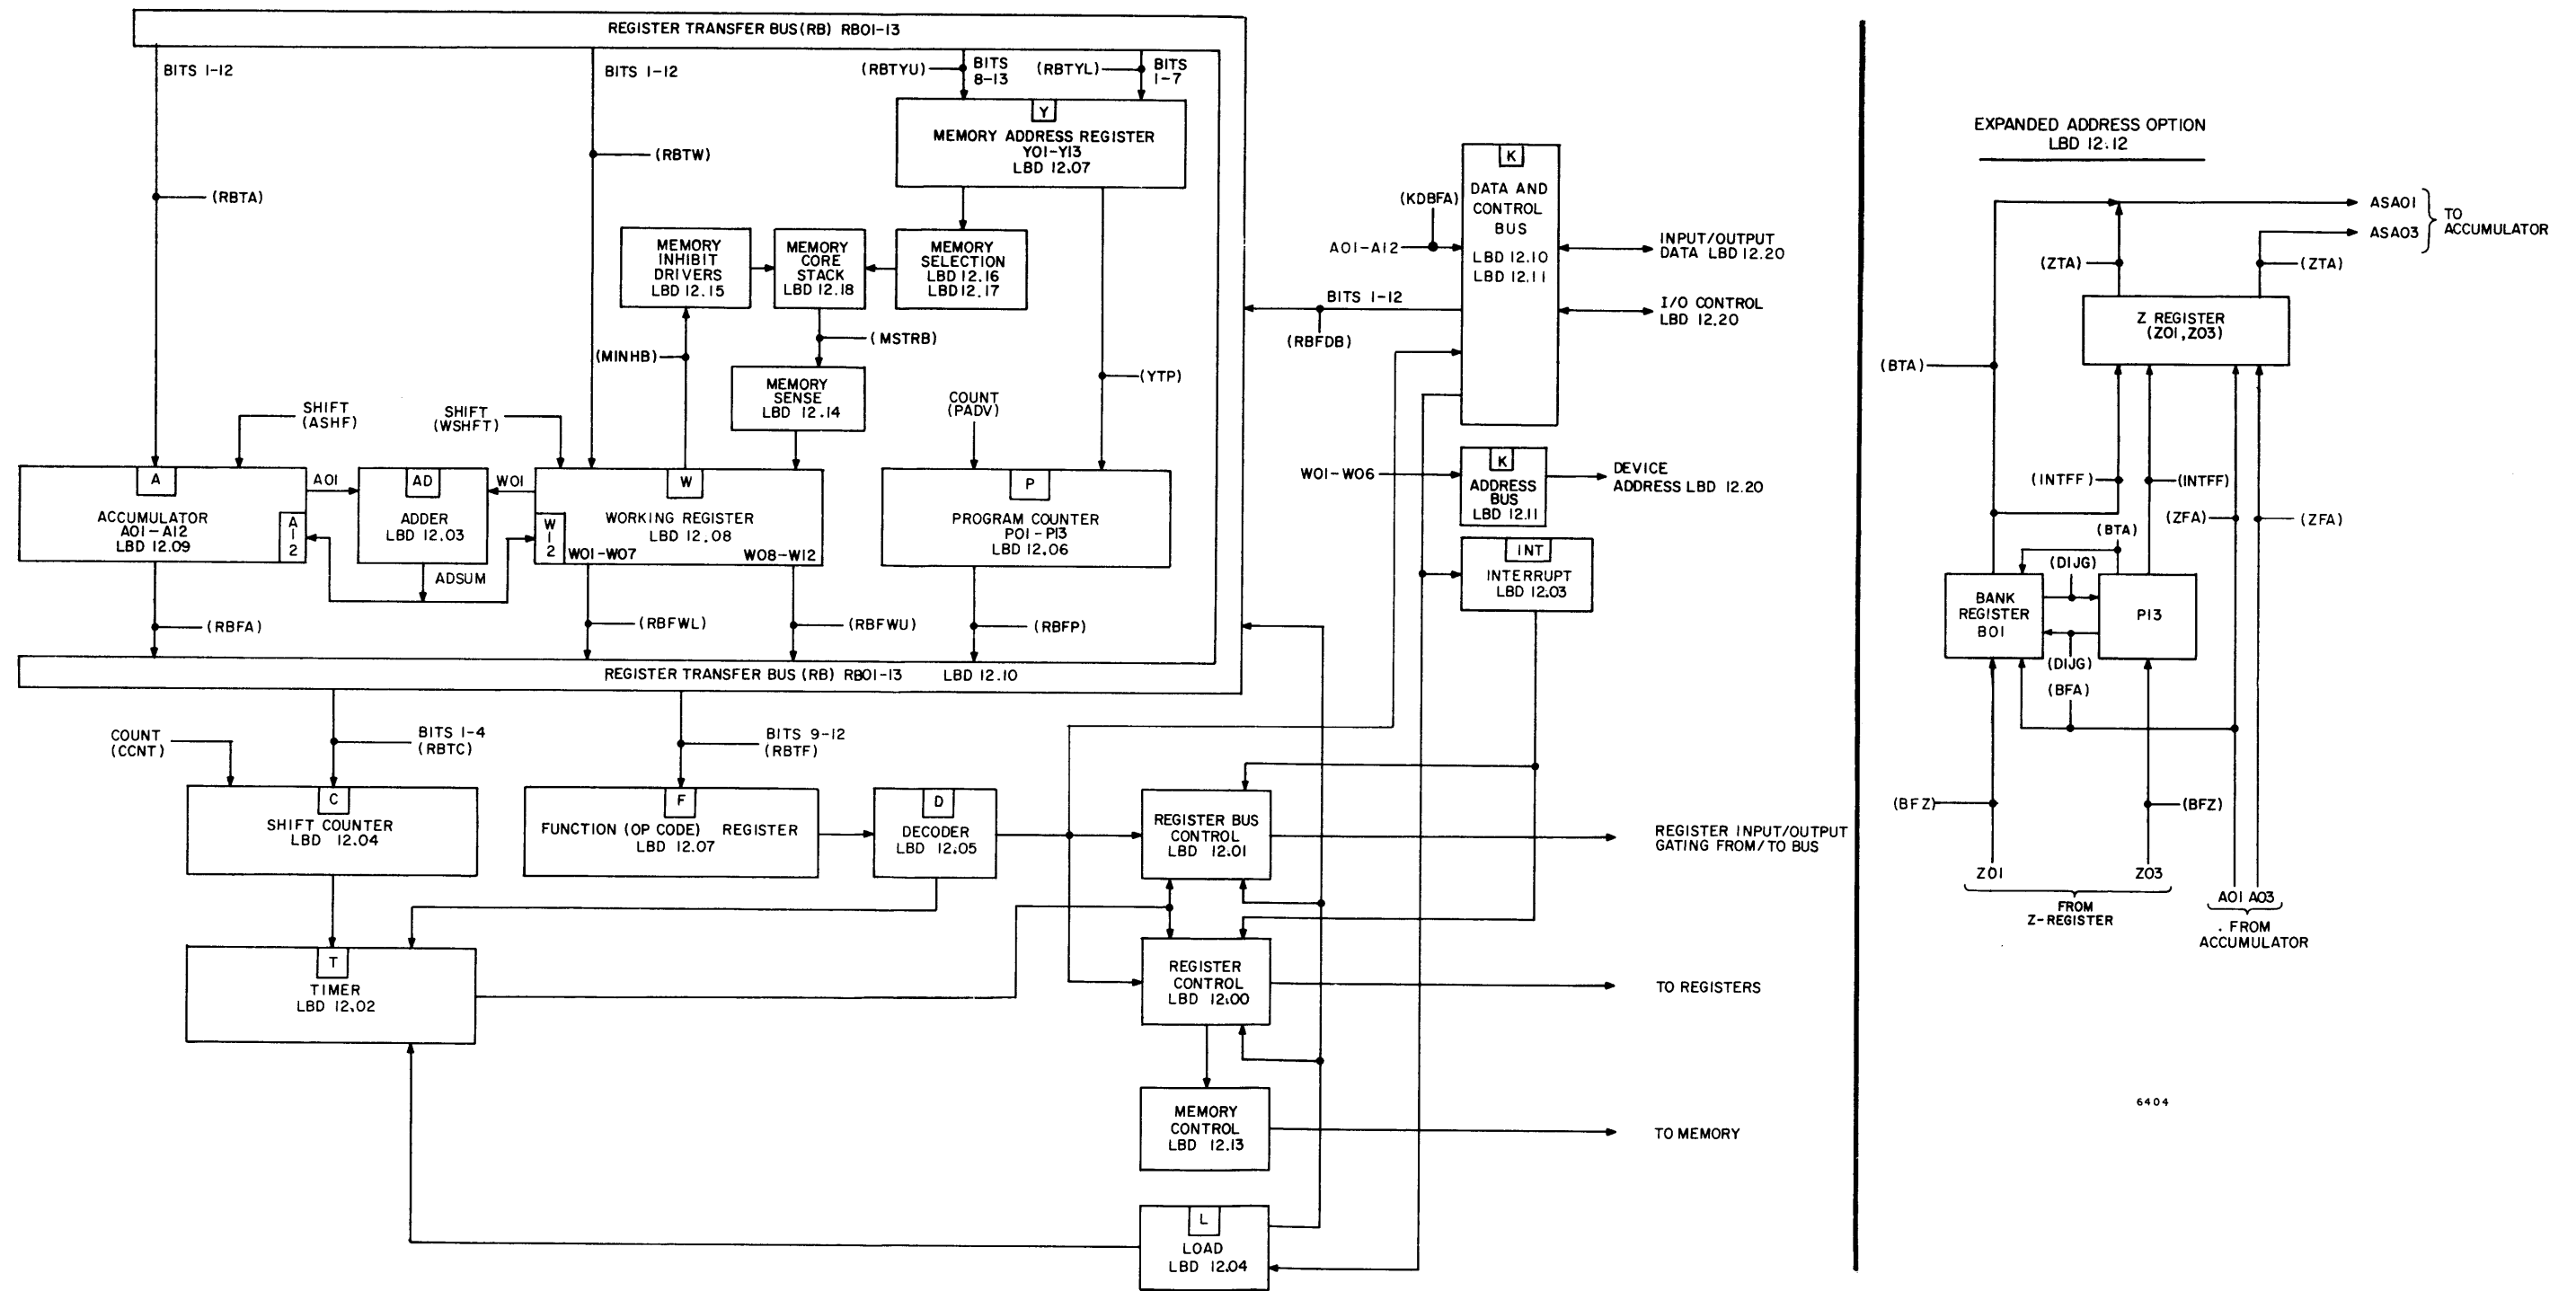 REGISTER TRANSFER BUS (RB) RB01-13
BITS 1-12
BITS 1-12
(RBTYU)
BITS
8-13
(RBTYL)
BITS
1-7
(RBTA)
(RBTW)
Y
MEMORY ADDRESS REGISTER
Y01-Y13
LBD 12.07
MEMORY
INHIBIT
DRIVERS
LBD 12.15
MEMORY
CORE
STACK
LBD 12.18
MEMORY
SELECTION
LBD 12.16
LBD 12.17
(MINHB)
(MSTRB)
(YTP)
MEMORY
SENSE
LBD 12.14
COUNT
(PADV)
SHIFT
(ASHF)
SHIFT
(WSHFT)
A
ACCUMULATOR
A01-A12
LBD 12.09
A
1
2
A01
AD
ADDER
LBD 12.03
W01
ADSUM
W
WORKING REGISTER
LBD 12.08
W
1
2
W01-W07
W08-W12
P
PROGRAM COUNTER
P01-P13
LBD 12.06
(RBFA)
(RBFWL)
(RBFWU)
(RBFP)
REGISTER TRANSFER BUS (RB) RB01-13 LBD 12.10
K
DATA AND
CONTROL
BUS
LBD 12.10
LBD 12.11
(KDBFA)
A01-A12
INPUT/OUTPUT
DATA LBD 12.20
BITS 1-12
(RBFDB)
I/O CONTROL
LBD 12.20
W01-W06
K
ADDRESS
BUS
LBD 12.11
DEVICE
ADDRESS LBD 12.20
INT
INTERRUPT
LBD 12.03
COUNT
(CCNT)
BITS 1-4
(RBTC)
BITS 9-12
(RBTF)
C
SHIFT COUNTER
LBD 12.04
F
FUNCTION (OP CODE) REGISTER
LBD 12.07
D
DECODER
LBD 12.05
REGISTER BUS
CONTROL
LBD 12.01
REGISTER INPUT/OUTPUT
GATING FROM/TO BUS
T
TIMER
LBD 12.02
REGISTER
CONTROL
LBD 12.00
TO REGISTERS
MEMORY
CONTROL
LBD 12.13
TO MEMORY
L
LOAD
LBD 12.04
EXPANDED ADDRESS OPTION
LBD 12.12
ASA01
ASA03
TO
ACCUMULATOR
(ZTA)
(ZTA)
Z REGISTER
(Z01,Z03)
(BTA)
(INTFF)
(INTFF)
(ZFA)
(ZFA)
(BTA)
(DIJG)
BANK
REGISTER
B01
P13
(DIJG)
(BFA)
(BFZ)
(BFZ)
Z01
Z03
FROM
Z-REGISTER
A01 A03
. FROM
ACCUMULATOR
6404